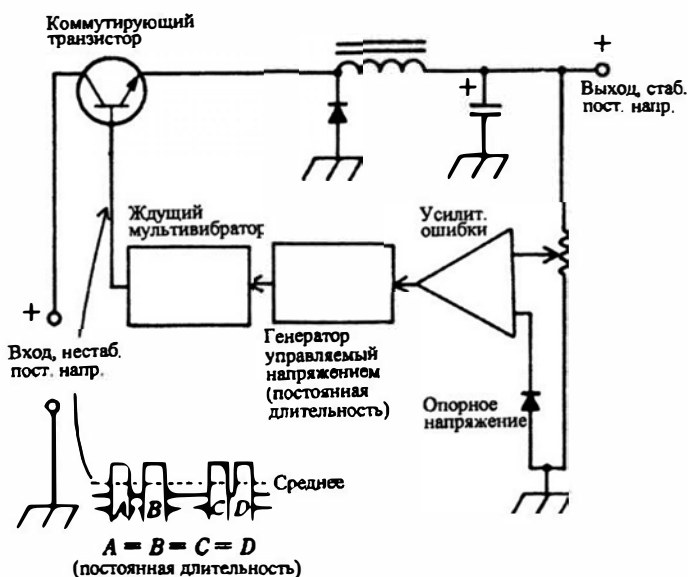 Коммутирующий
транзистор
+
+
Выход, стаб.
пост. напр.
Ждущий
мультивибратор
Усилит.
ошибки
+
Вход, нестаб.
пост. напр.
Генератор
управляемый
напряжением
(постоянная
длительность)
Опорное
напряжение
Среднее
A B C D
A = B = C = D
(постоянная длительность)